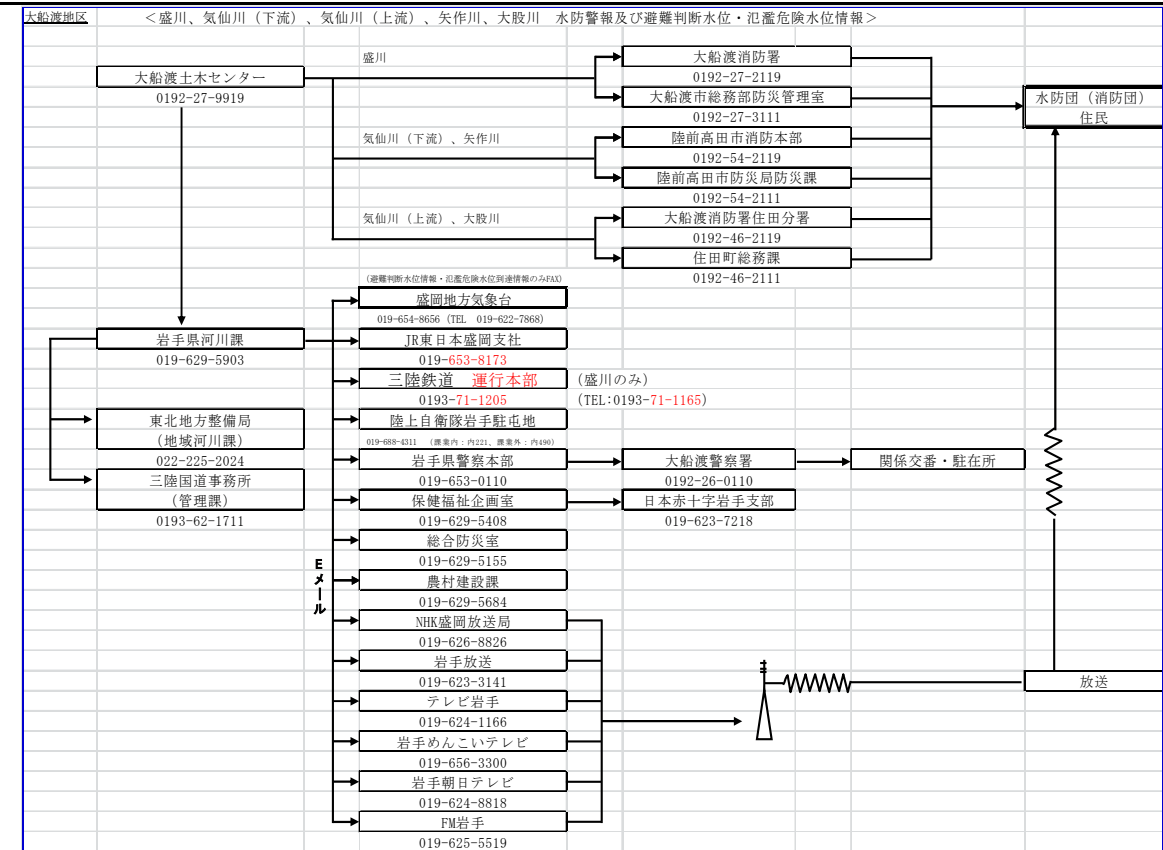 大船渡地区
＜盛川、気仙川（下流）、気仙川（上流）、矢作川、大股川　水防警報及び避難判断水位・氾濫危険水位情報＞
盛川
大船渡消防署
大船渡土木センター
0192-27-2119
0192-27-9919
大船渡市総務部防災管理室
水防団（消防団）
0192-27-3111
住民
気仙川（下流）、矢作川
陸前高田市消防本部
0192-54-2119
陸前高田市防災局防災課
0192-54-2111
気仙川（上流）、大股川
大船渡消防署住田分署
0192-46-2119
住田町総務課
0192-46-2111
(避難判断水位情報・氾濫危険水位到達情報のみFAX)
盛岡地方気象台
019-654-8656 (TEL　019-622-7868)
岩手県河川課
JR東日本盛岡支社
019-629-5903
019-653-8173
三陸鉄道　運行本部
(盛川のみ)
0193-71-1205
(TEL:0193-71-1165)
東北地方整備局
陸上自衛隊岩手駐屯地
(地域河川課)
019-688-4311　(課業内：内221、課業外：内490)
022-225-2024
岩手県警察本部
大船渡警察署
関係交番・駐在所
三陸国道事務所
019-653-0110
0192-26-0110
(管理課)
保健福祉企画室
日本赤十字岩手支部
0193-62-1711
019-629-5408
019-623-7218
総合防災室
019-629-5155
Eメール
農村建設課
019-629-5684
NHK盛岡放送局
019-626-8826
岩手放送
019-623-3141
放送
テレビ岩手
019-624-1166
岩手めんこいテレビ
019-656-3300
岩手朝日テレビ
019-624-8818
FM岩手
019-625-5519